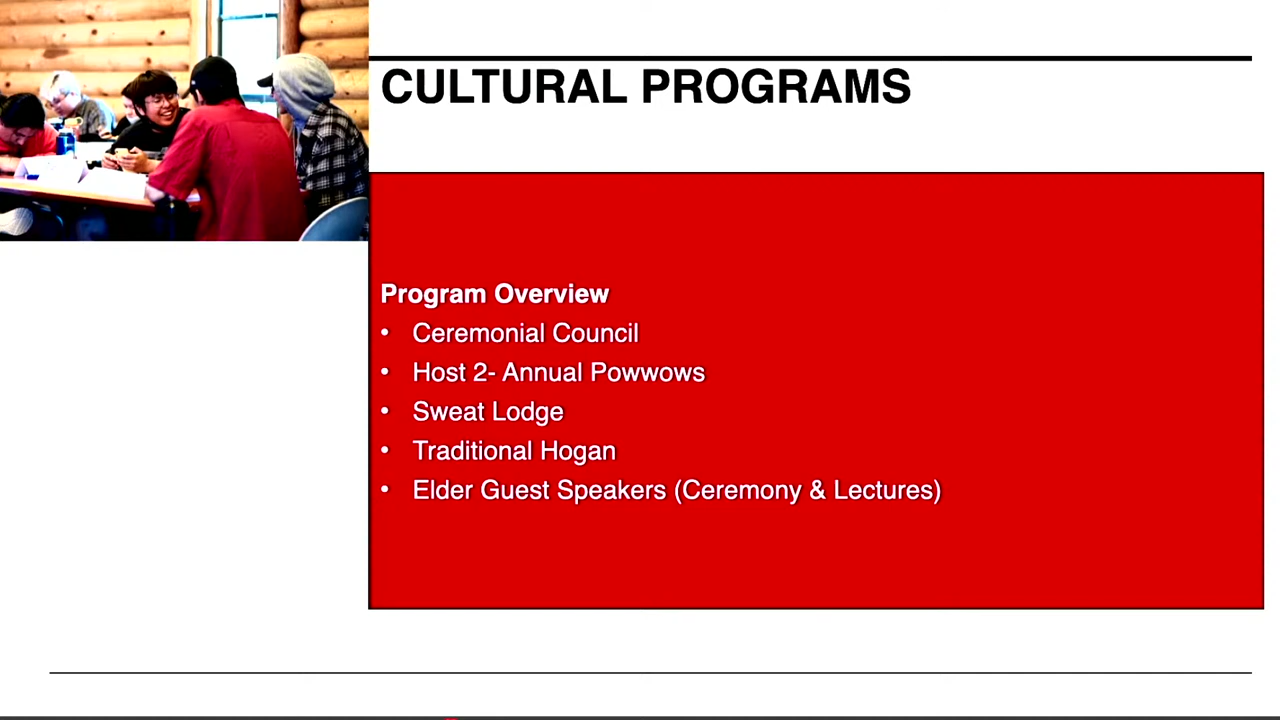 CULTURAL PROGRAMS
Program Overview
• Ceremonial Council
• Host 2- Annual Powwows
• Sweat Lodge
• Traditional Hogan
• Elder Guest Speakers (Ceremony & Lectures)